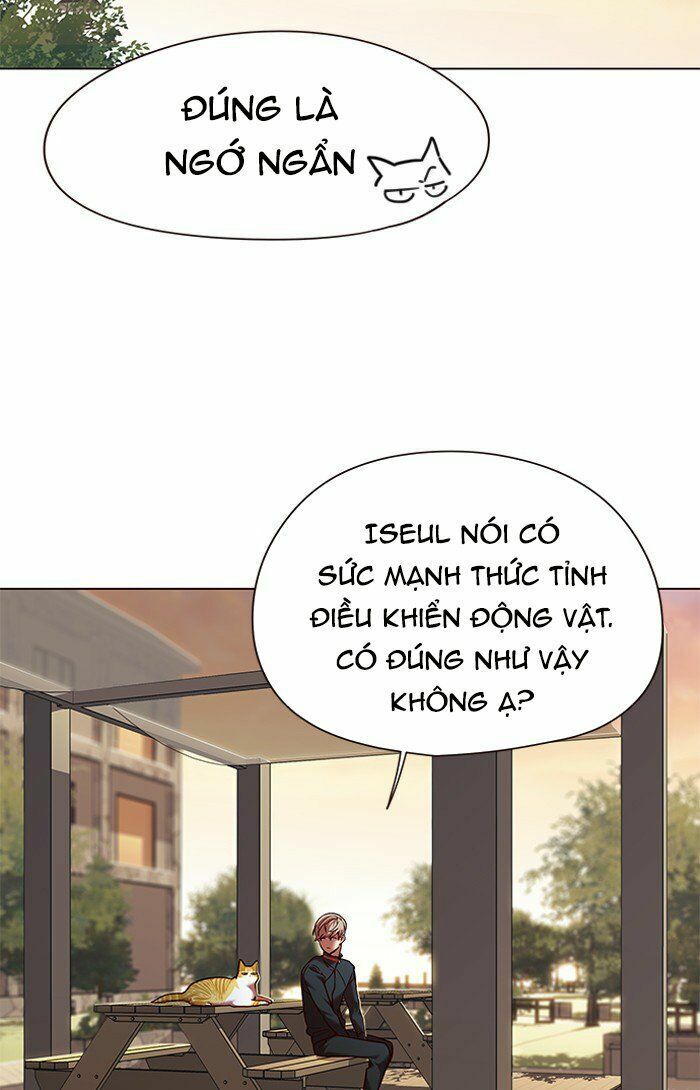 ĐÚNG LÀ
NGỚ NGẨN
ISEUL NÓI CÓ
SỨC MẠNH THỨC TỈNH
ĐIỀU KHIỂN ĐỘNG VẬT.
CÓ ĐÚNG NHƯ VẬY
KHÔNG Ạ?